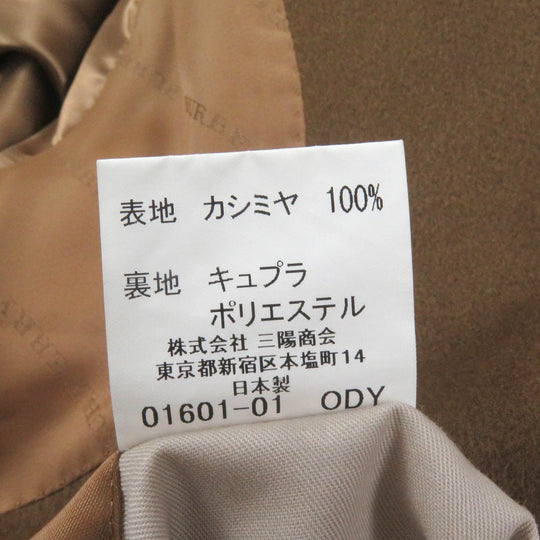 表地 カシミヤ 100%
裏地 キュプラ
ポリエステル
株式会社 三陽商会
東京都新宿区本塩町14
日本製
01601-01 ODY